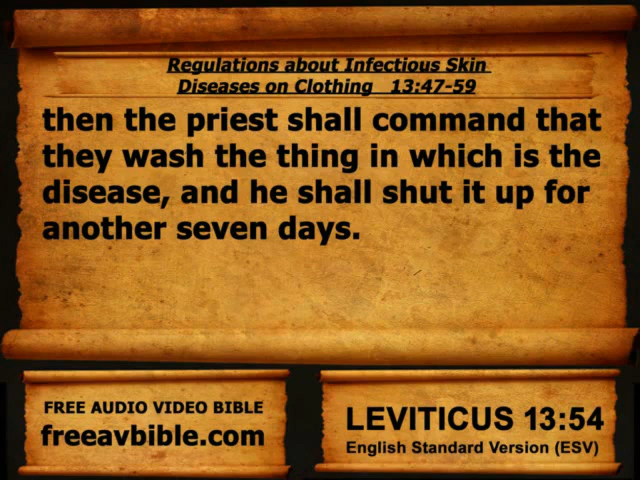 Regulations about Infectious Skin
Diseases on Clothing 13:47-59
then the priest shall command that
they wash the thing in which is the
disease, and he shall shut it up for
another seven days.
FREE AUDIO VIDEO BIBLE
freeavbible.com
LEVITICUS 13:54
English Standard Version (ESV)